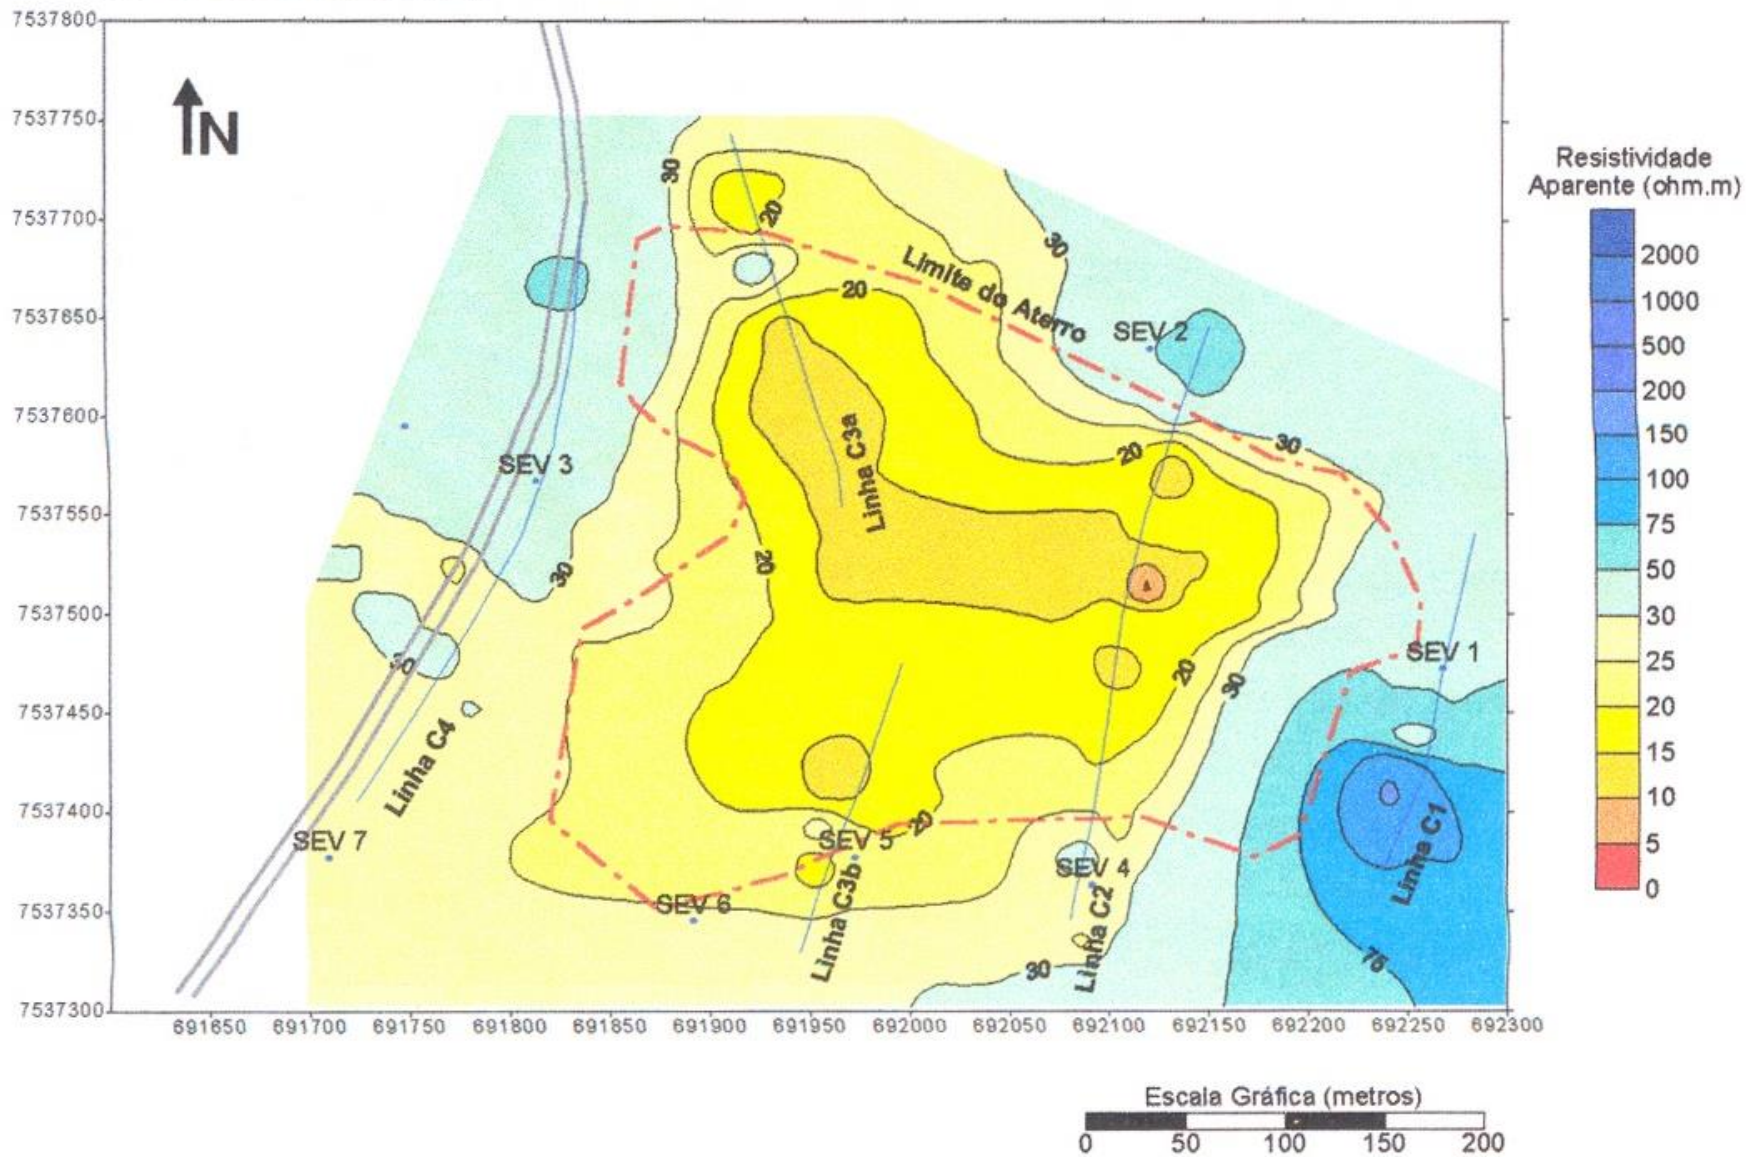 7537800
7537750
7537700
7537650
7537600
7537550
7537500
7537450
7537400
7537350
7537300
N
30
20
30
Limite do Aterro
20
SEV 2
Linha C3a
30
20
SEV 3
20
30
SEV 1
20
30
30
Linha C4
SEV 7
20
SEV 5
SEV 4
Linha C1
SEV 6
Linha C3b
Linha C2
30
75
691650 691700 691750 691800 691850 691900 691950 692000 692050 692100 692150 692200 692250 692300
Resistividade
Aparente (ohm.m)
2000
1000
500
200
150
100
75
50
30
25
20
15
10
5
0
Escala Gráfica (metros)
0 50 100 150 200